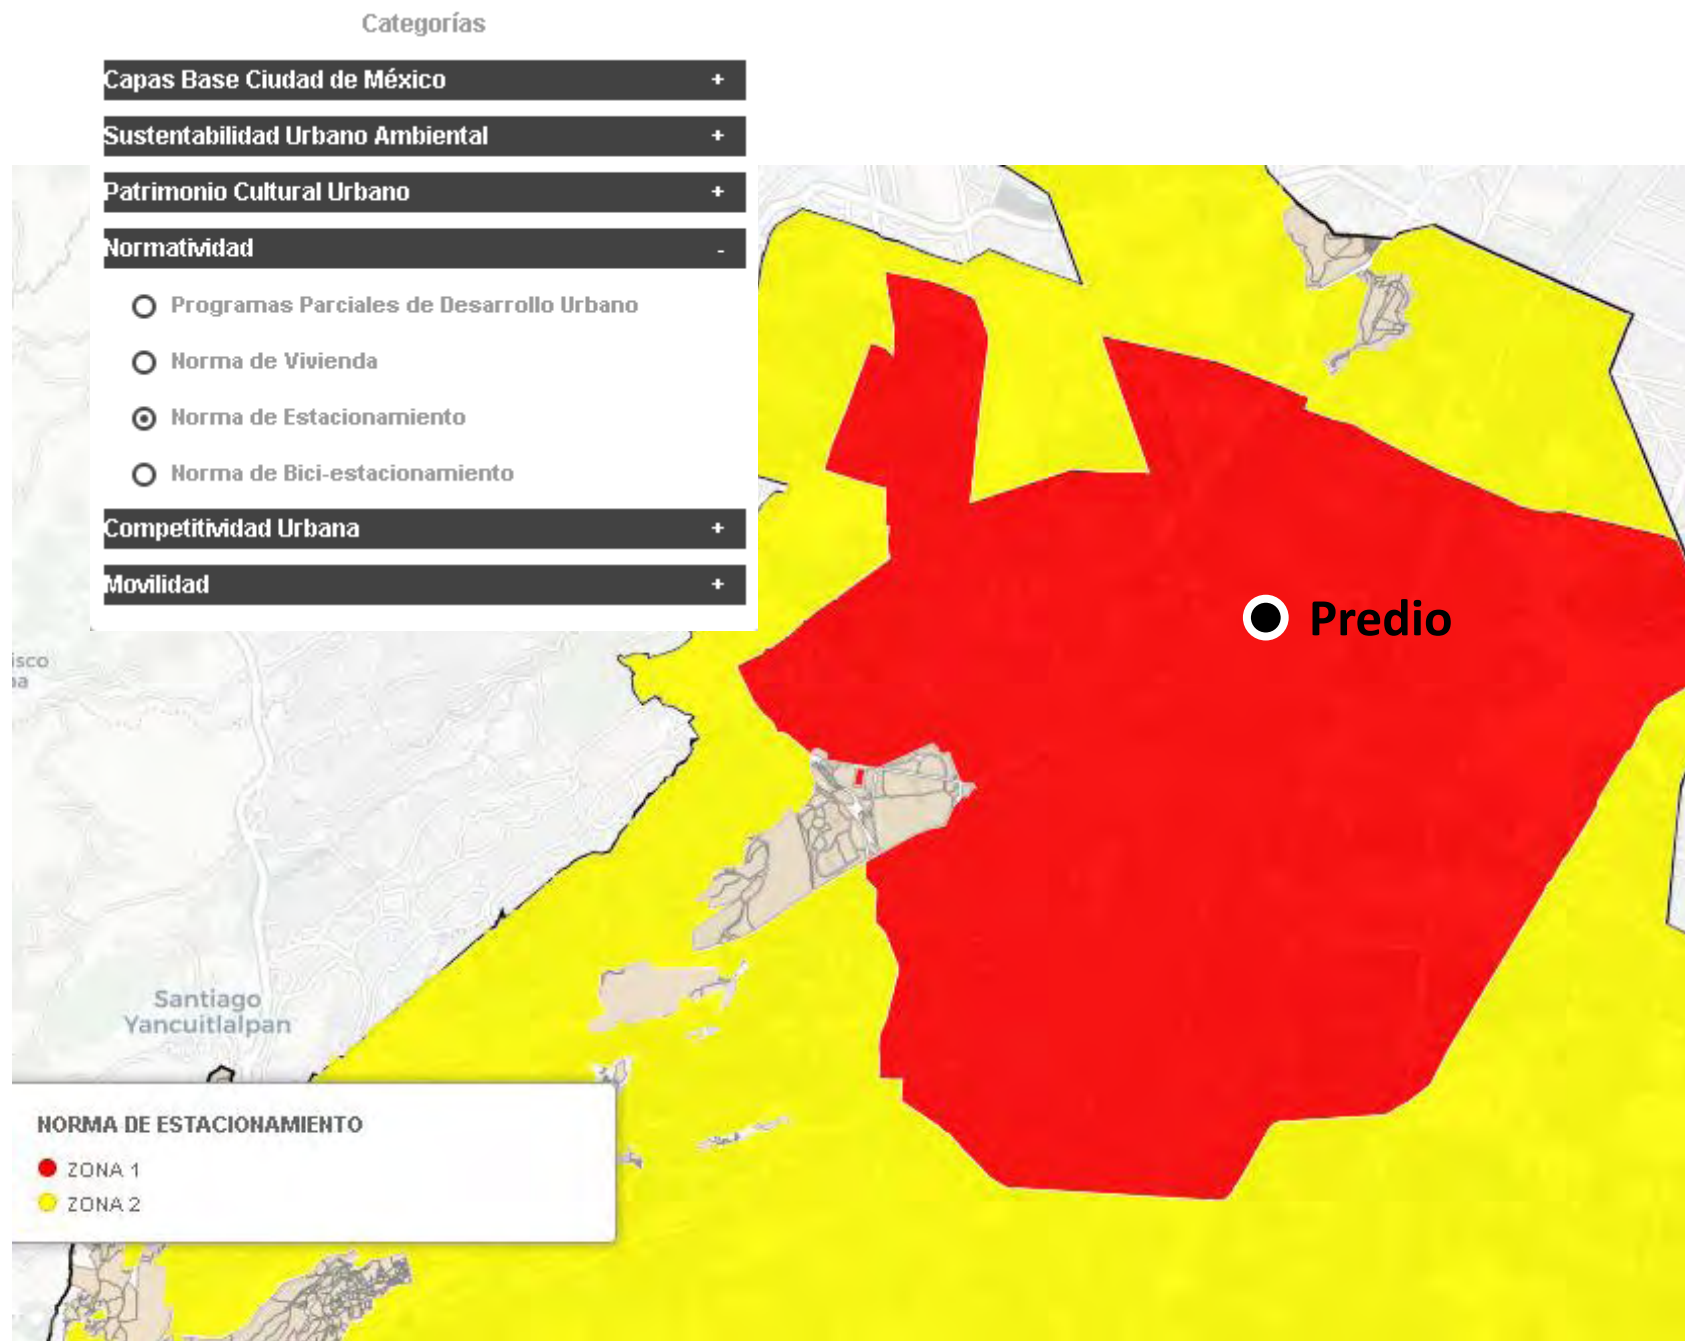 Categorías
Capas Base Ciudad de México +
Sustentabilidad Urbano Ambiental +
Patrimonio Cultural Urbano +
Normatividad -
Programas Parciales de Desarrollo Urbano
Norma de Vivienda
Norma de Estacionamiento
Norma de Bici-estacionamiento
Competitividad Urbana +
Movilidad +
Predio
isco
Santiago
Yancuitlalpan
NORMA DE ESTACIONAMIENTO
ZONA 1
ZONA 2